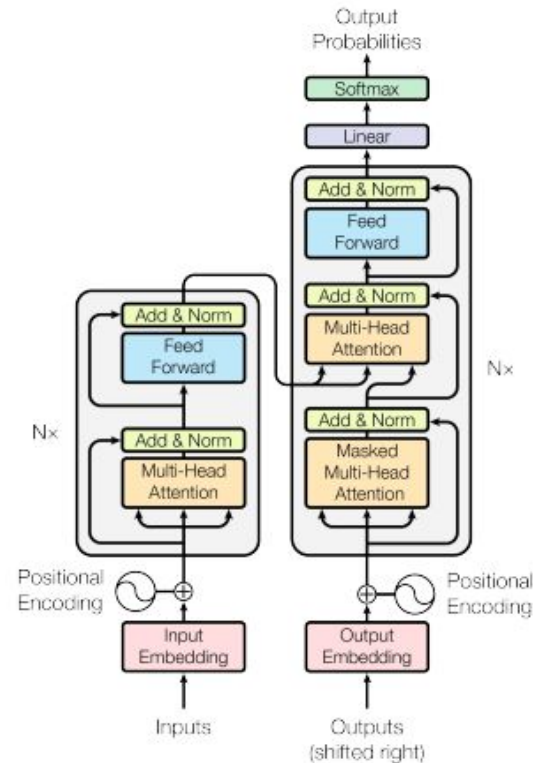 Output
Probabilities
Softmax
Linear
Add & Norm
Feed
Forward
Add & Norm
Multi-Head
Attention
Add & Norm
Masked
Multi-Head
Attention
N×
Add & Norm
Feed
Forward
Add & Norm
Multi-Head
Attention
N×
Positional
Encoding
Positional
Encoding
Input
Embedding
Output
Embedding
Inputs
Outputs
(shifted right)